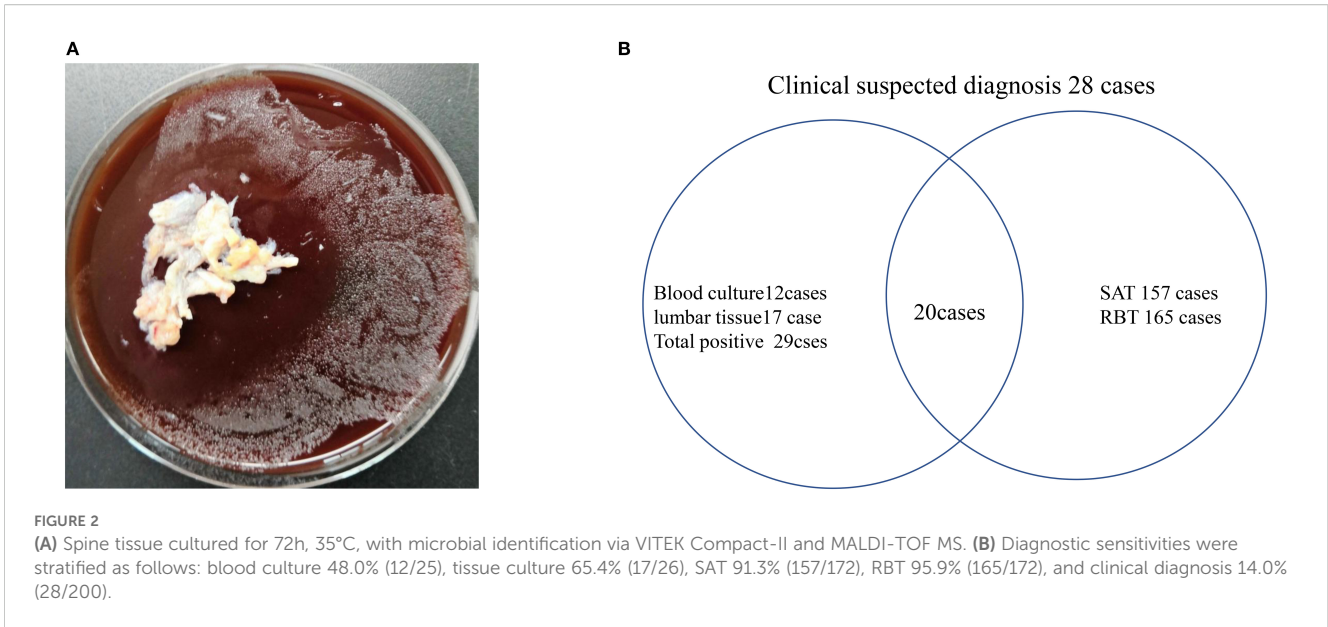 A
B
Clinical suspected diagnosis 28 cases
Blood culture12cases
lumbar tissue17 case
Total positive 29cses
20cases
SAT 157 cases
RBT 165 cases
FIGURE 2
(A) Spine tissue cultured for 72h, 35°C, with microbial identification via VITEK Compact-II and MALDI-TOF MS. (B) Diagnostic sensitivities were
stratified as follows: blood culture 48.0% (12/25), tissue culture 65.4% (17/26), SAT 91.3% (157/172), RBT 95.9% (165/172), and clinical diagnosis 14.0%
(28/200).